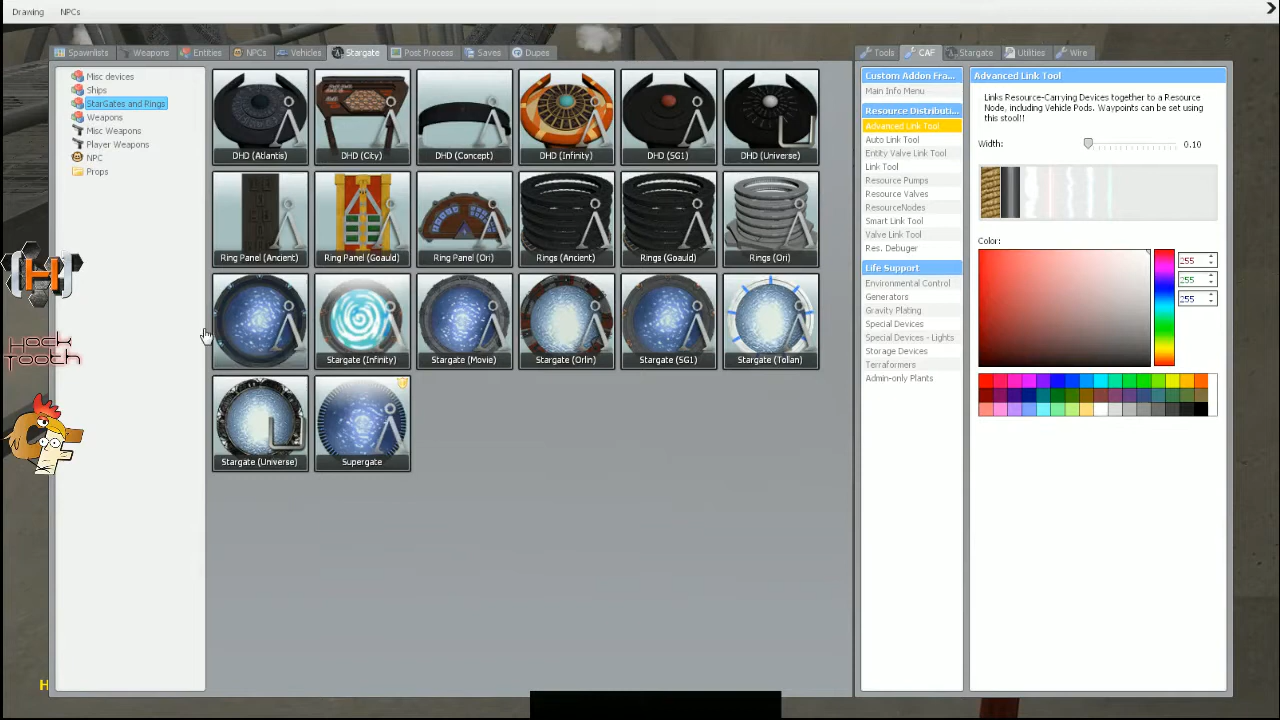 Drawing NPCs
Spawnlists Weapons Entities NPCs Vehicles Stargate Post Process Saves Dupes
Tools CAF Stargate Utilities Wire
Misc devices
Ships
StarGates and Rings
Weapons
Misc Weapons
Player Weapons
NPC
Props
DHD (Atlantis) DHD (City) DHD (Concept) DHD (Infinity) DHD (SG1) DHD (Universe)
Ring Panel (Ancient) Ring Panel (Goauld) Ring Panel (Ori) Rings (Ancient) Rings (Goauld) Rings (Ori)
Stargate (Infinity) Stargate (Movie) Stargate (Orlin) Stargate (SG1) Stargate (Tollan)
Stargate (Universe) Supergate
Custom Addon Fra...
Main Info Menu
Resource Distributi...
Advanced Link Tool
Auto Link Tool
Entity Valve Link Tool
Link Tool
Resource Pumps
Resource Valves
ResourceNodes
Smart Link Tool
Valve Link Tool
Res. Debuger
Life Support
Environmental Control
Generators
Gravity Plating
Special Devices
Special Devices - Lights
Storage Devices
Terraformers
Admin-only Plants
Advanced Link Tool
Links Resource-Carrying Devices together to a Resource
Node, including Vehicle Pods. Waypoints can be set using
this stool!!
Width: 0.10
Color:
255
255
255
H
Hock
Tooth
H